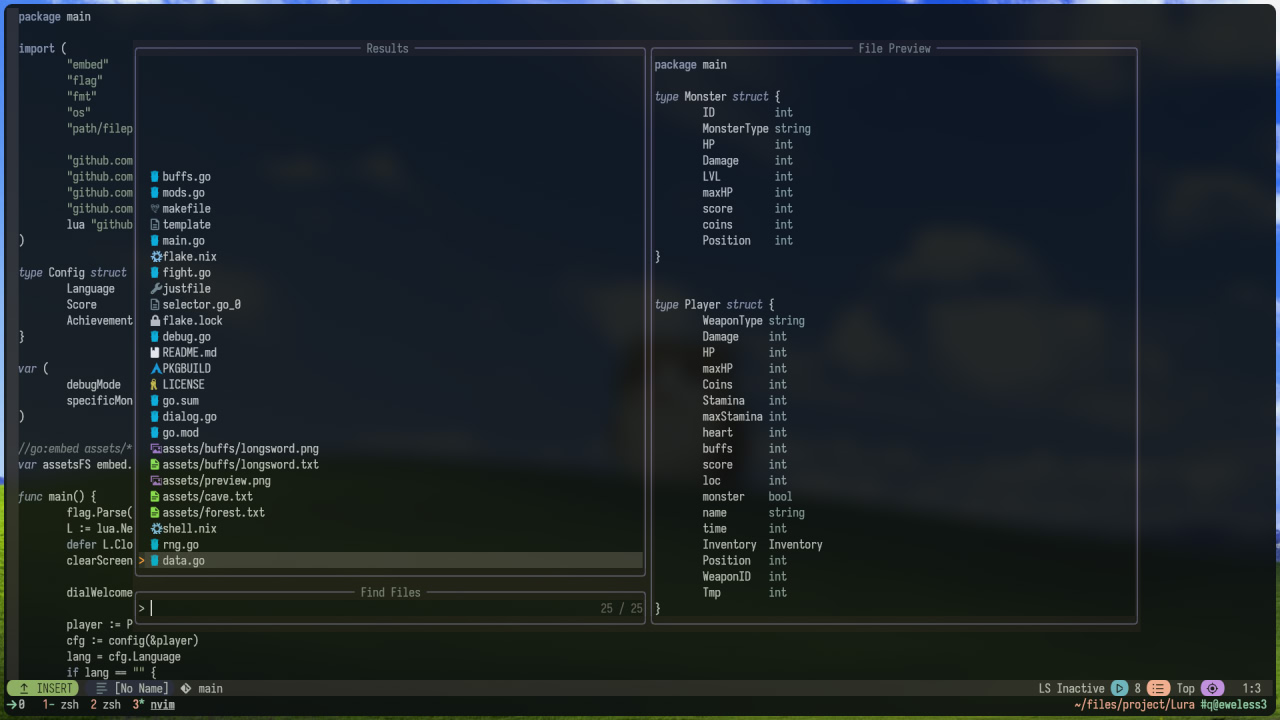 package main
import (
"embed"
"flag"
"fmt"
"os"
"path/filep
"github.com
"github.com
"github.com
"github.com
lua "github
)
type Config struct
Language
Score
Achievement
}
var (
debugMode
specificMon
)
//go:embed assets/*
var assetsFS embed.
func main() {
flag.Parse(
L := lua.Ne
defer L.Clo
clearScreen
dialWelcome
player := P
cfg := config(&player)
lang = cfg.Language
if lang == "" {
Results
buffs.go
mods.go
makefile
template
main.go
flake.nix
fight.go
justfile
selector.go_0
flake.lock
debug.go
README.md
PKGBUILD
LICENSE
go.sum
dialog.go
go.mod
assets/buffs/longsword.png
assets/buffs/longsword.txt
assets/preview.png
assets/cave.txt
assets/forest.txt
shell.nix
rng.go
> data.go
Find Files
> 25 / 25
File Preview
package main
type Monster struct {
ID int
MonsterType string
HP int
Damage int
LVL int
maxHP int
score int
coins int
Position int
}
type Player struct {
WeaponType string
Damage int
HP int
maxHP int
Coins int
Stamina int
maxStamina int
heart int
buffs int
score int
loc int
monster bool
name string
time int
Inventory Inventory
Position int
WeaponID int
Tmp int
}
INSERT [No Name] main LS Inactive 8 Top 1:3
0 1- zsh 2 zsh 3* nvim ~/files/project/Lura #q@eweless3